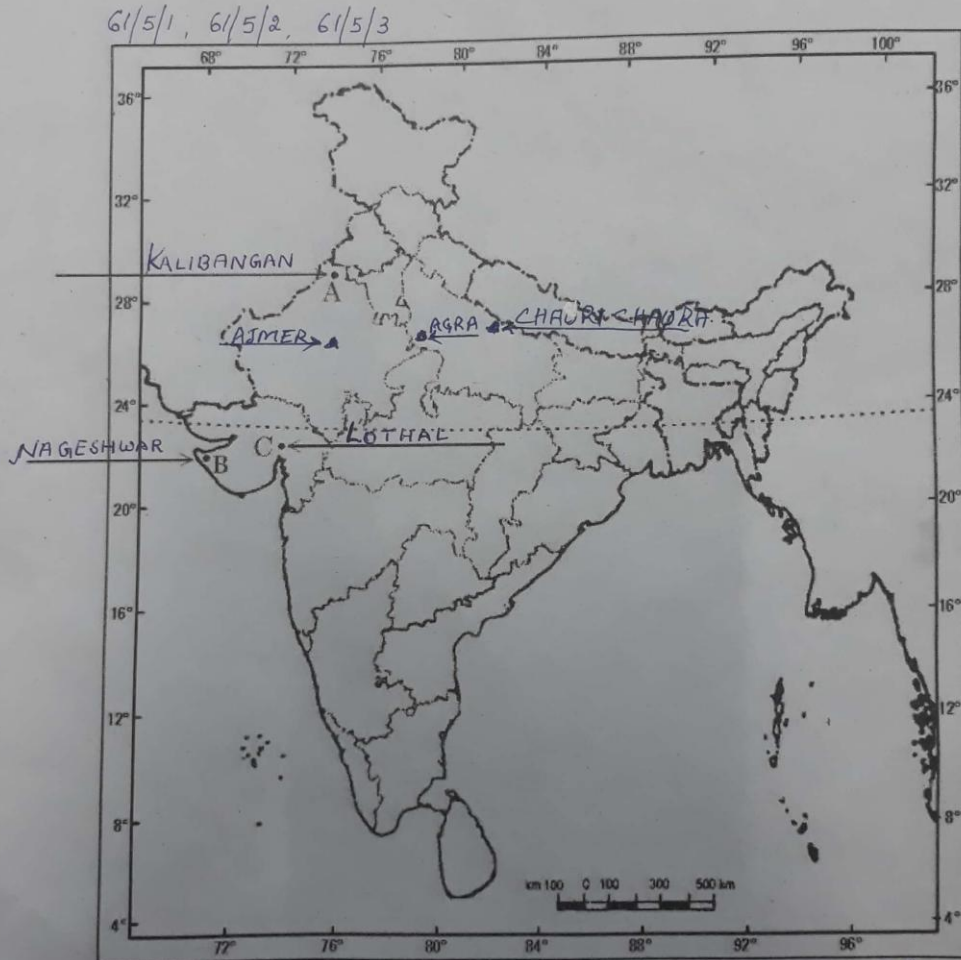 61/5/1, 61/5/2, 61/5/3
68° 72° 76° 80° 84° 88° 92° 96° 100°
36° 36°
32° 32°
KALIBANGAN
A
28° 28°
AJMER AGRA CHAURI-CHAURA
24° 24°
C LOTHAL
NAGESHWAR B
20° 20°
16° 16°
12° 12°
8° 8°
km 100 0 100 300 500 km
4° 4°
72° 76° 80° 84° 88° 92° 96°